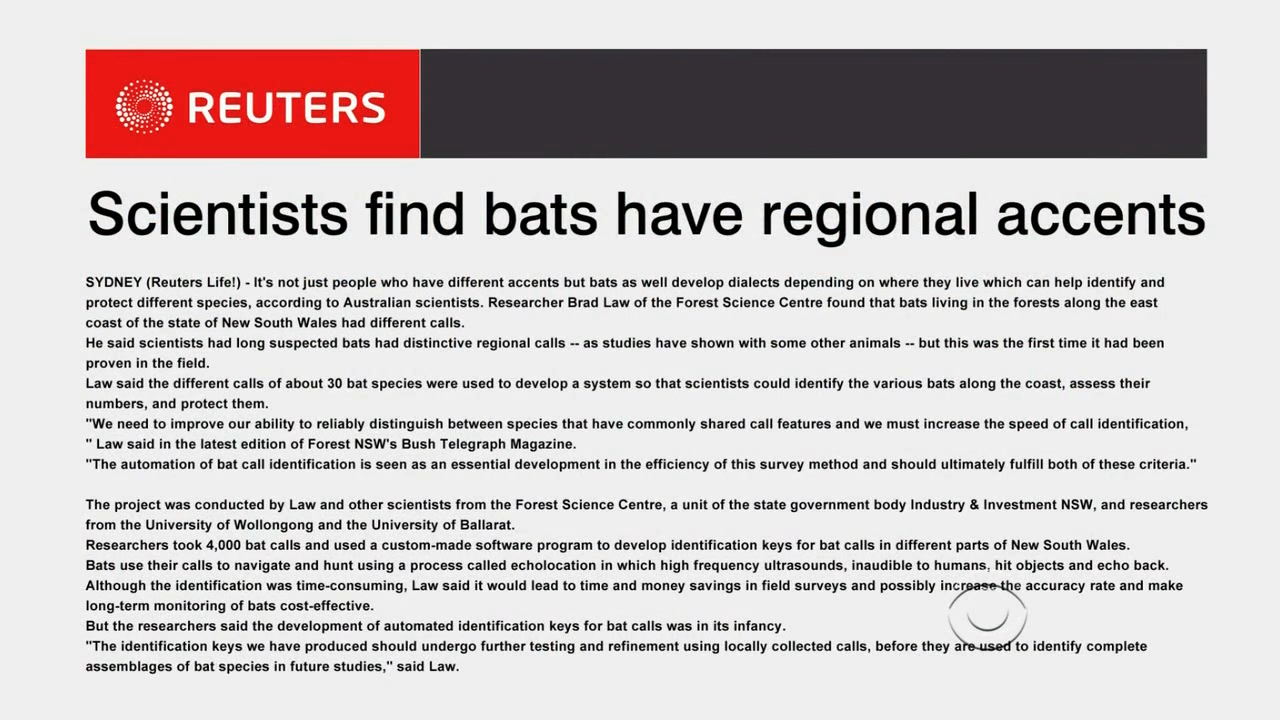 REUTERS
Scientists find bats have regional accents
SYDNEY (Reuters Life!) - It's not just people who have different accents but bats as well develop dialects depending on where they live which can help identify and
protect different species, according to Australian scientists. Researcher Brad Law of the Forest Science Centre found that bats living in the forests along the east
coast of the state of New South Wales had different calls.
He said scientists had long suspected bats had distinctive regional calls -- as studies have shown with some other animals -- but this was the first time it had been
proven in the field.
Law said the different calls of about 30 bat species were used to develop a system so that scientists could identify the various bats along the coast, assess their
numbers, and protect them.
"We need to improve our ability to reliably distinguish between species that have commonly shared call features and we must increase the speed of call identification,
" Law said in the latest edition of Forest NSW's Bush Telegraph Magazine.
"The automation of bat call identification is seen as an essential development in the efficiency of this survey method and should ultimately fulfill both of these criteria."
The project was conducted by Law and other scientists from the Forest Science Centre, a unit of the state government body Industry & Investment NSW, and researchers
from the University of Wollongong and the University of Ballarat.
Researchers took 4,000 bat calls and used a custom-made software program to develop identification keys for bat calls in different parts of New South Wales.
Bats use their calls to navigate and hunt using a process called echolocation in which high frequency ultrasounds, inaudible to humans, hit objects and echo back.
Although the identification was time-consuming, Law said it would lead to time and money savings in field surveys and possibly increase the accuracy rate and make
long-term monitoring of bats cost-effective.
But the researchers said the development of automated identification keys for bat calls was in its infancy.
"The identification keys we have produced should undergo further testing and refinement using locally collected calls, before they are used to identify complete
assemblages of bat species in future studies," said Law.